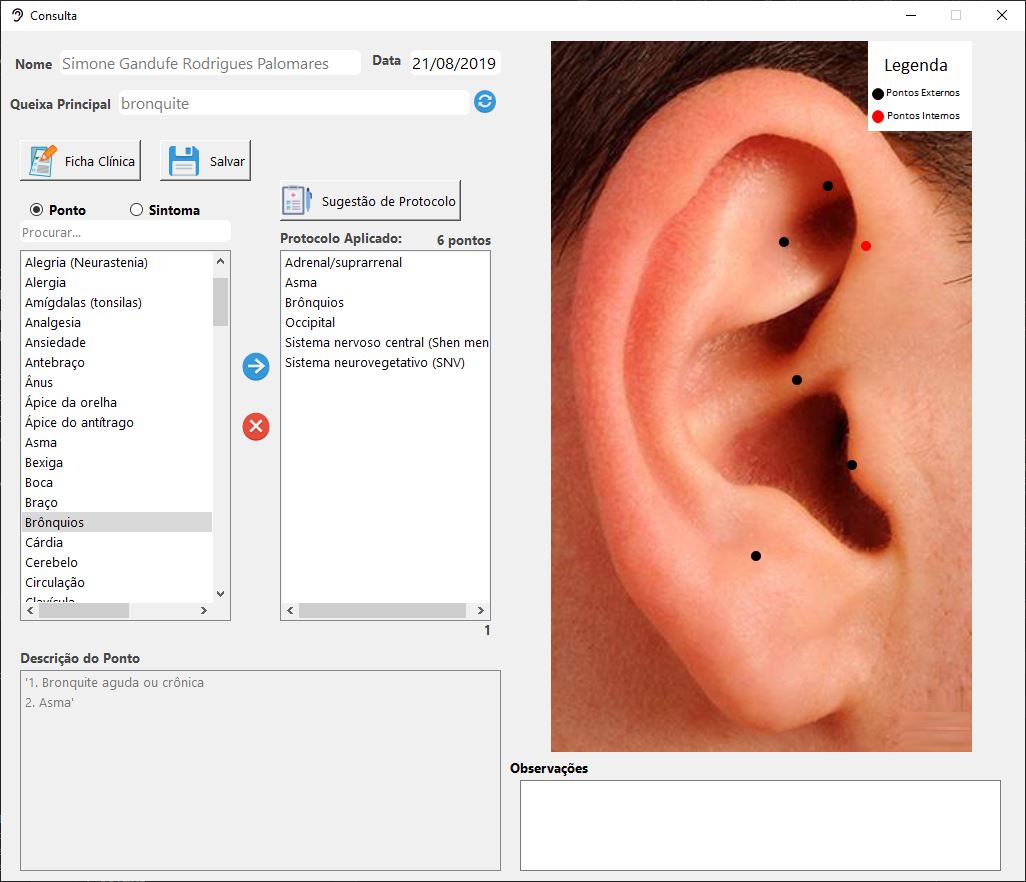 Consulta
Nome Simone Gandufe Rodrigues Palomares Data 21/08/2019
Queixa Principal bronquite
Ficha Clínica Salvar
Ponto Sintoma
Procurar...
Alegria (Neurastenia)
Alergia
Amígdalas (tonsilas)
Analgesia
Ansiedade
Antebraço
Ânus
Ápice da orelha
Ápice do antítrago
Asma
Bexiga
Boca
Braço
Brônquios
Cárdia
Cerebelo
Circulação
Clavícula
Sugestão de Protocolo
Protocolo Aplicado: 6 pontos
Adrenal/suprarrenal
Asma
Brônquios
Occipital
Sistema nervoso central (Shen men
Sistema neurovegetativo (SNV)
1
Descrição do Ponto
'1. Bronquite aguda ou crônica
2. Asma'
Legenda
Pontos Externos
Pontos Internos
Observações